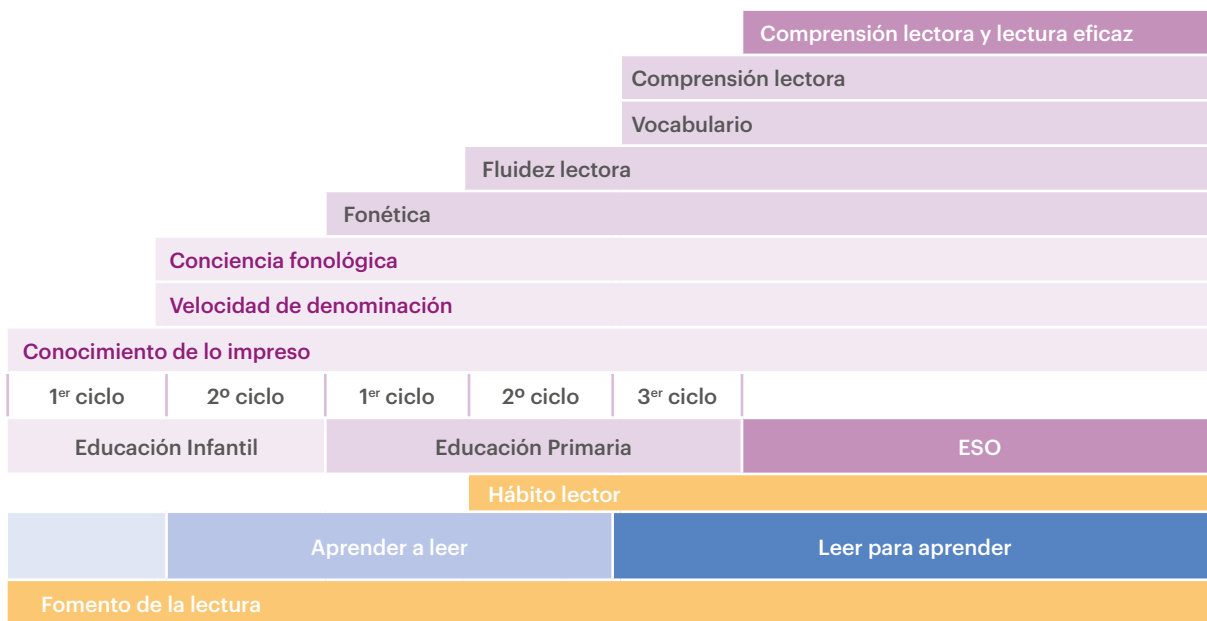 Comprensión lectora y lectura eficaz
Comprensión lectora
Vocabulario
Fluidez lectora
Fonética
Conciencia fonológica
Velocidad de denominación
Conocimiento de lo impreso
1er ciclo 2º ciclo 1er ciclo 2º ciclo 3er ciclo
Educación Infantil Educación Primaria ESO
Hábito lector
Aprender a leer Leer para aprender
Fomento de la lectura